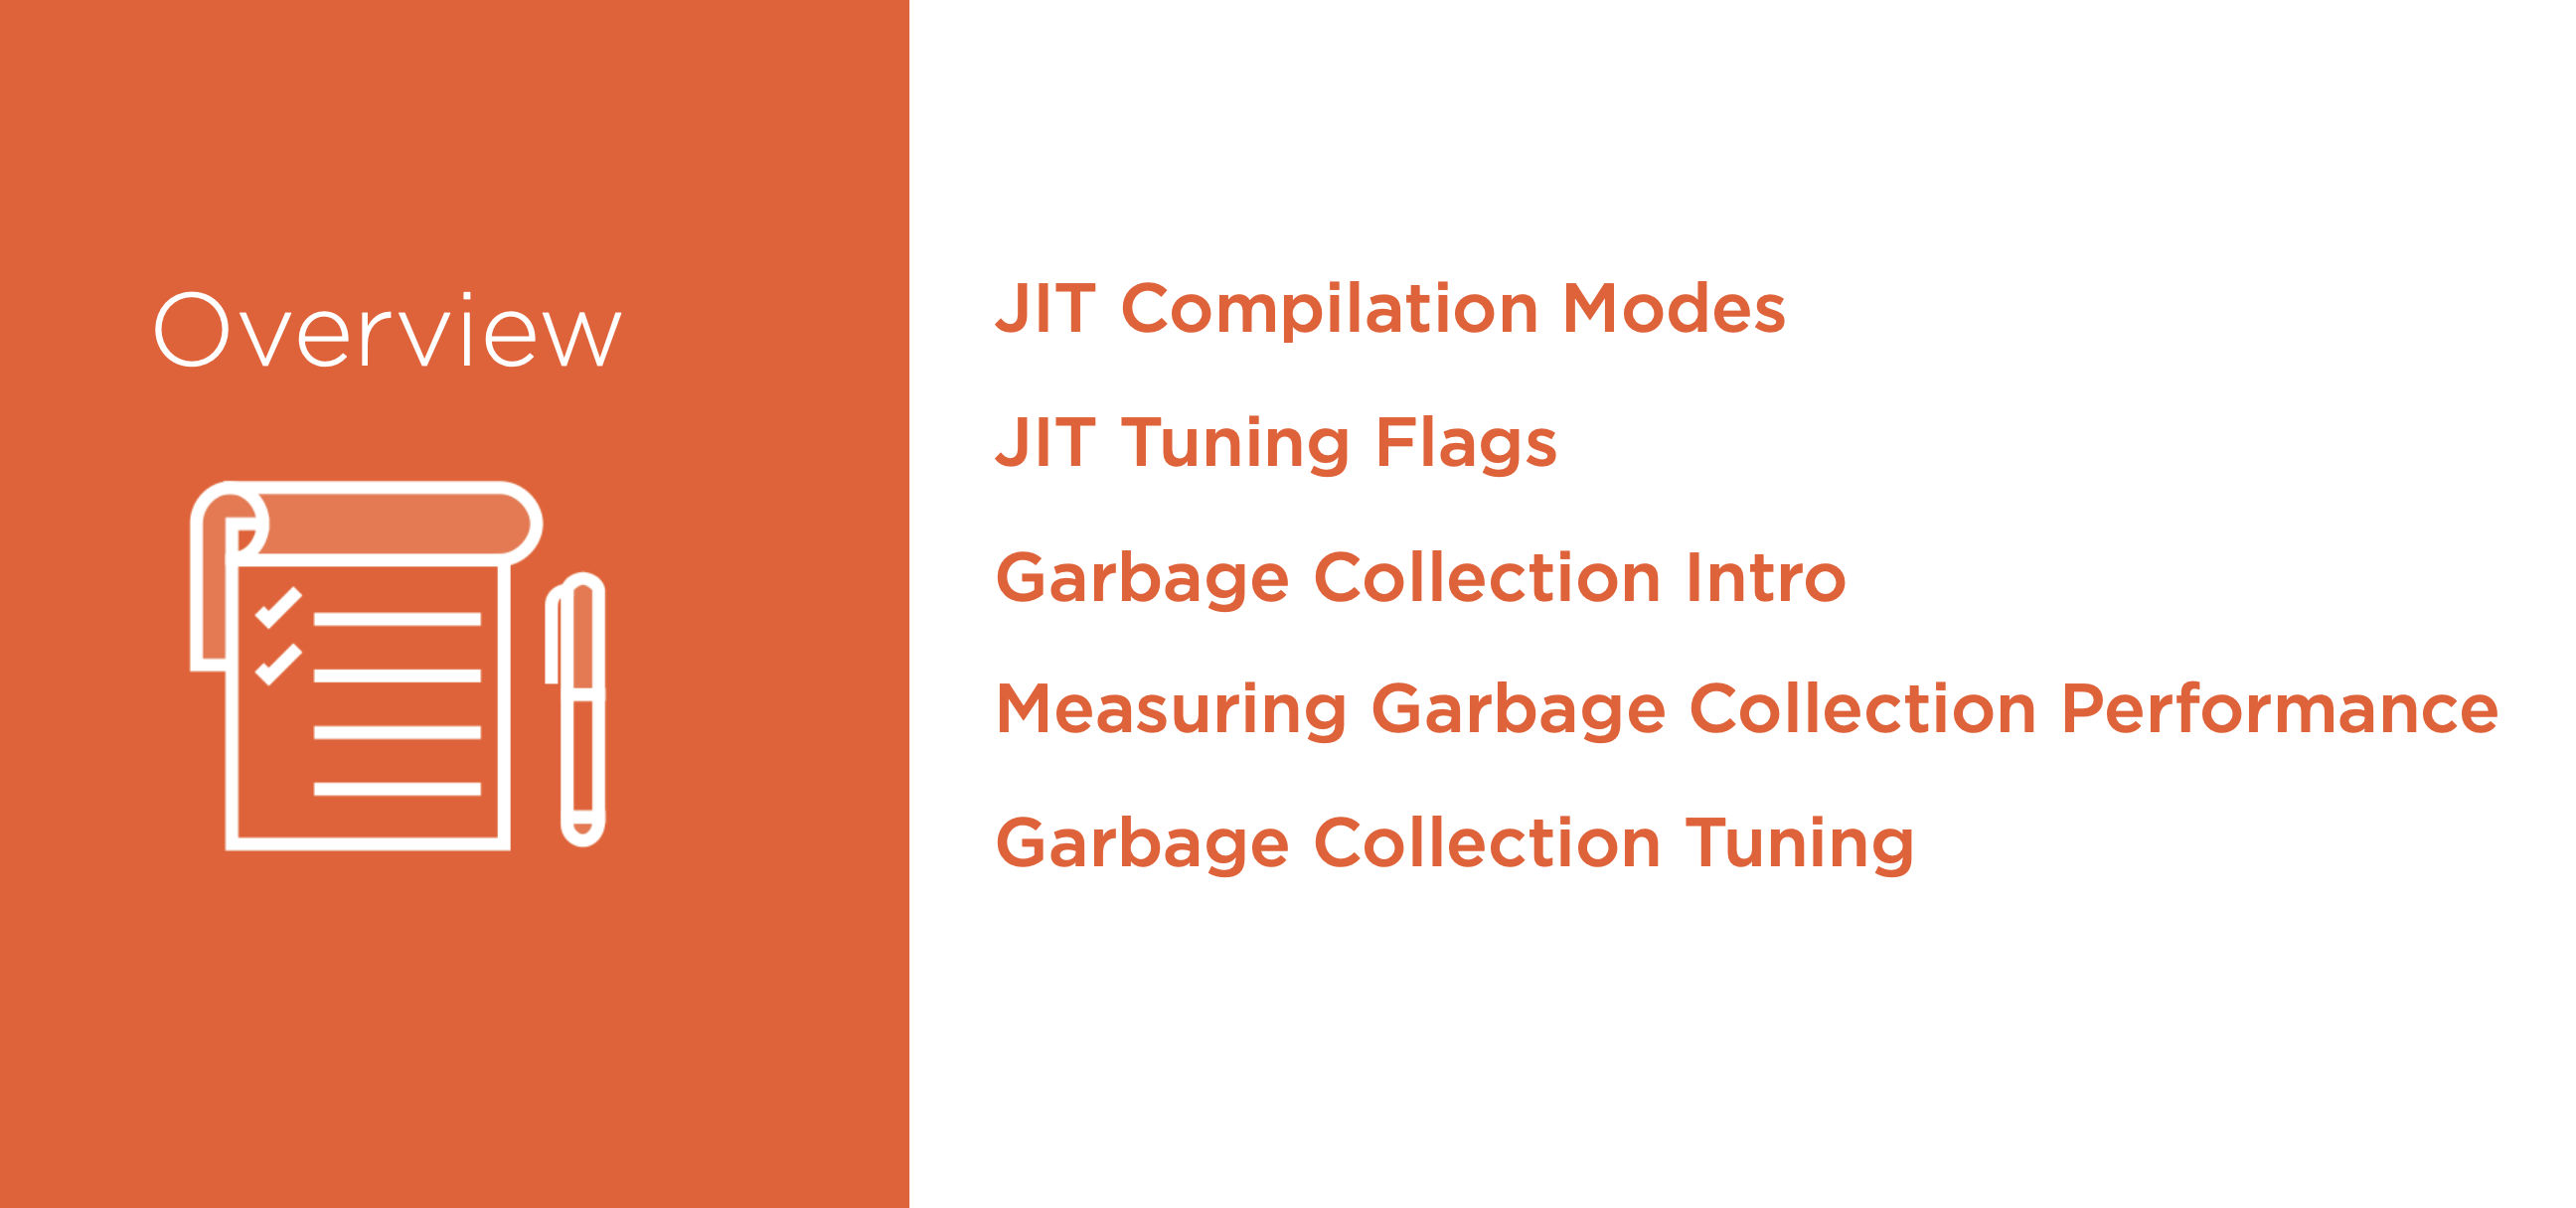 Overview
JIT Compilation Modes
JIT Tuning Flags
Garbage Collection Intro
Measuring Garbage Collection Performance
Garbage Collection Tuning